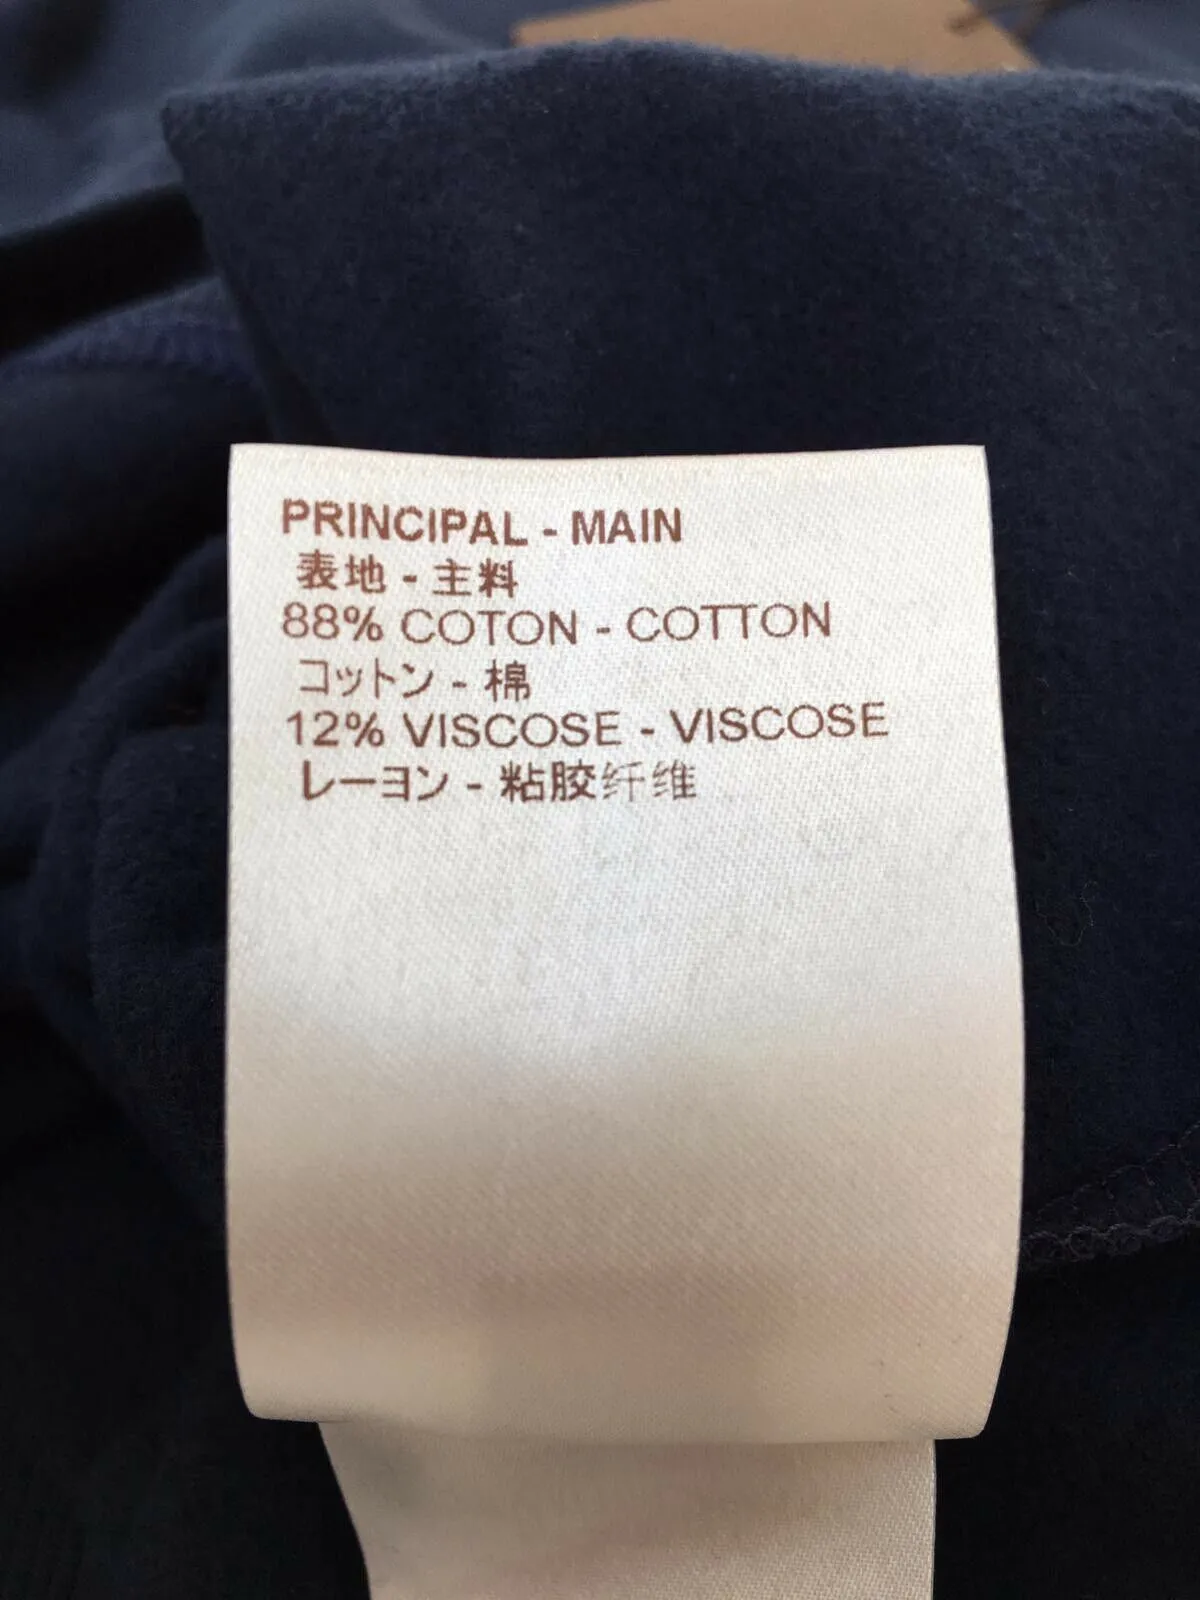 PRINCIPAL - MAIN
表地 - 主料
88% COTON - COTTON
コットン - 棉
12% VISCOSE - VISCOSE
レーヨン - 粘胶纤维